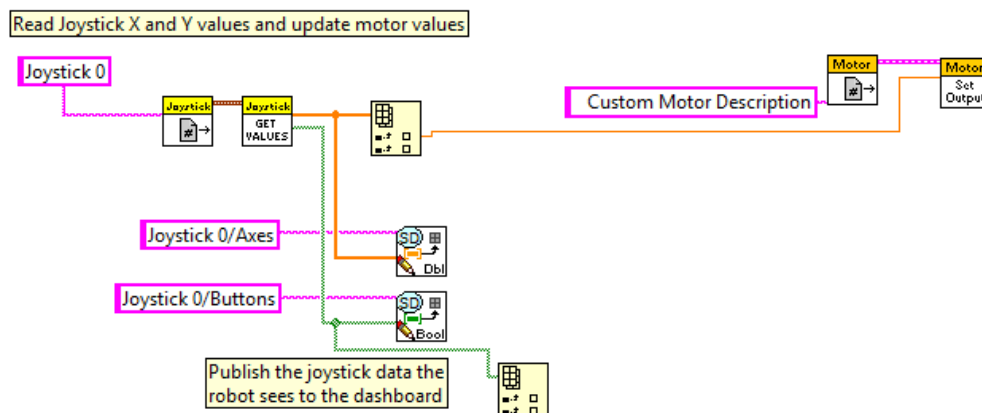 Read Joystick X and Y values and update motor values
Joystick 0
Motor
Motor
Set
Output
Custom Motor Description
Joystick
Joystick
GET
VALUES
#
#
Joystick 0/Axes
SD
Dbl
Joystick 0/Buttons
SD
Bool
Publish the joystick data the
robot sees to the dashboard